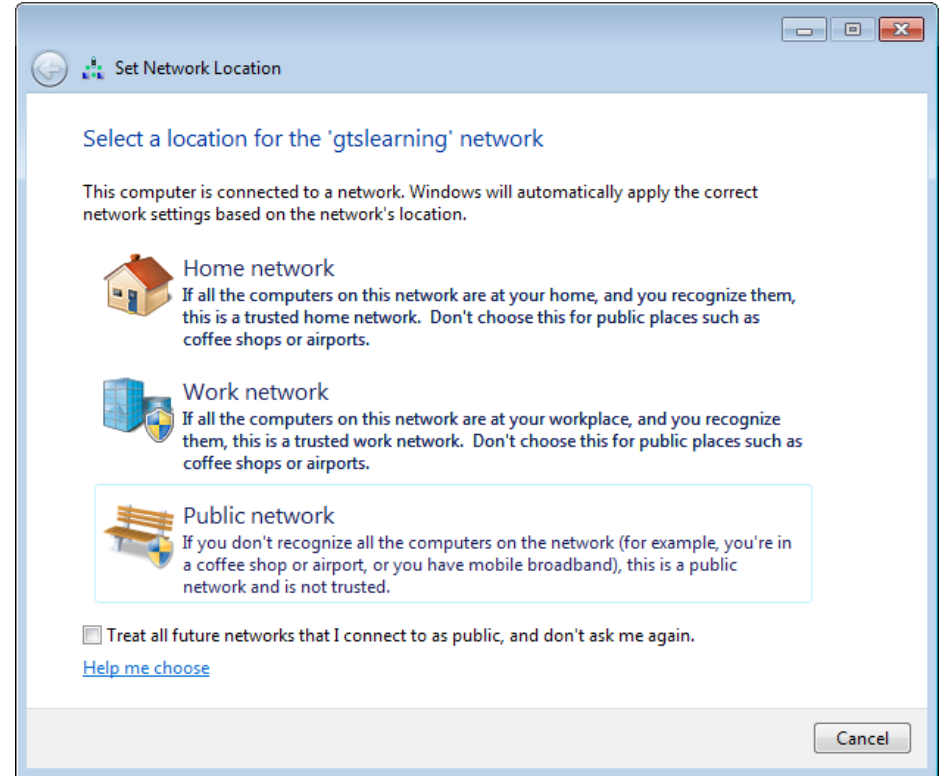 Set Network Location
Select a location for the 'gtslearning' network
This computer is connected to a network. Windows will automatically apply the correct
network settings based on the network's location.
Home network
If all the computers on this network are at your home, and you recognize them,
this is a trusted home network.  Don't choose this for public places such as
coffee shops or airports.
Work network
If all the computers on this network are at your workplace, and you recognize
them, this is a trusted work network.  Don't choose this for public places such as
coffee shops or airports.
Public network
If you don't recognize all the computers on the network (for example, you're in
a coffee shop or airport, or you have mobile broadband), this is a public
network and is not trusted.
Treat all future networks that I connect to as public, and don't ask me again.
Help me choose
Cancel